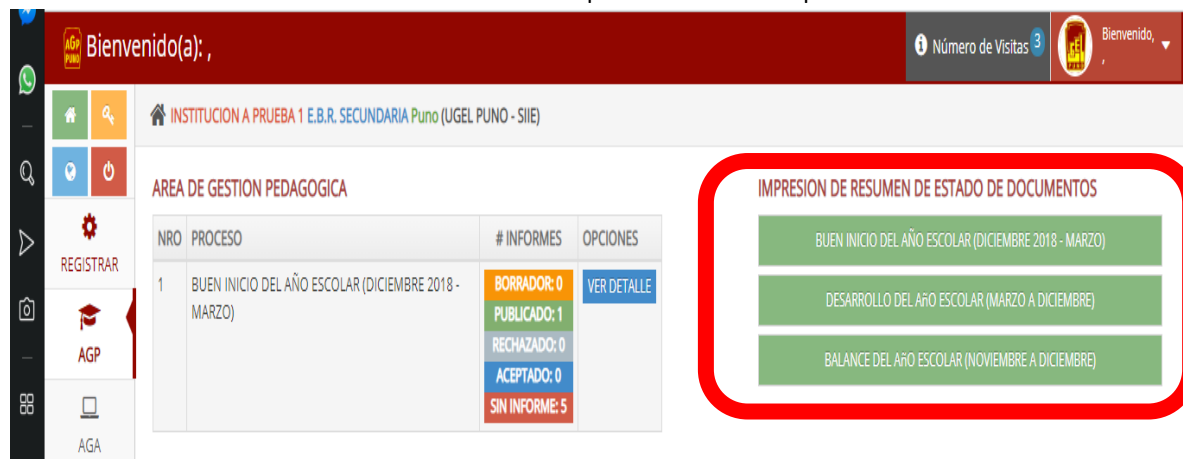 AGP
PUNO
Bienvenido(a): ,
Número de Visitas 3
Bienvenido,
,
INSTITUCION A PRUEBA 1 E.B.R. SECUNDARIA Puno (UGEL PUNO - SIIE)
REGISTRAR
AGP
AGA
AREA DE GESTION PEDAGOGICA
NRO PROCESO # INFORMES OPCIONES
1 BUEN INICIO DEL AÑO ESCOLAR (DICIEMBRE 2018 -
MARZO)
BORRADOR: 0
PUBLICADO: 1
RECHAZADO: 0
ACEPTADO: 0
SIN INFORME: 5
VER DETALLE
IMPRESION DE RESUMEN DE ESTADO DE DOCUMENTOS
BUEN INICIO DEL AÑO ESCOLAR (DICIEMBRE 2018 - MARZO)
DESARROLLO DEL AñO ESCOLAR (MARZO A DICIEMBRE)
BALANCE DEL AñO ESCOLAR (NOVIEMBRE A DICIEMBRE)